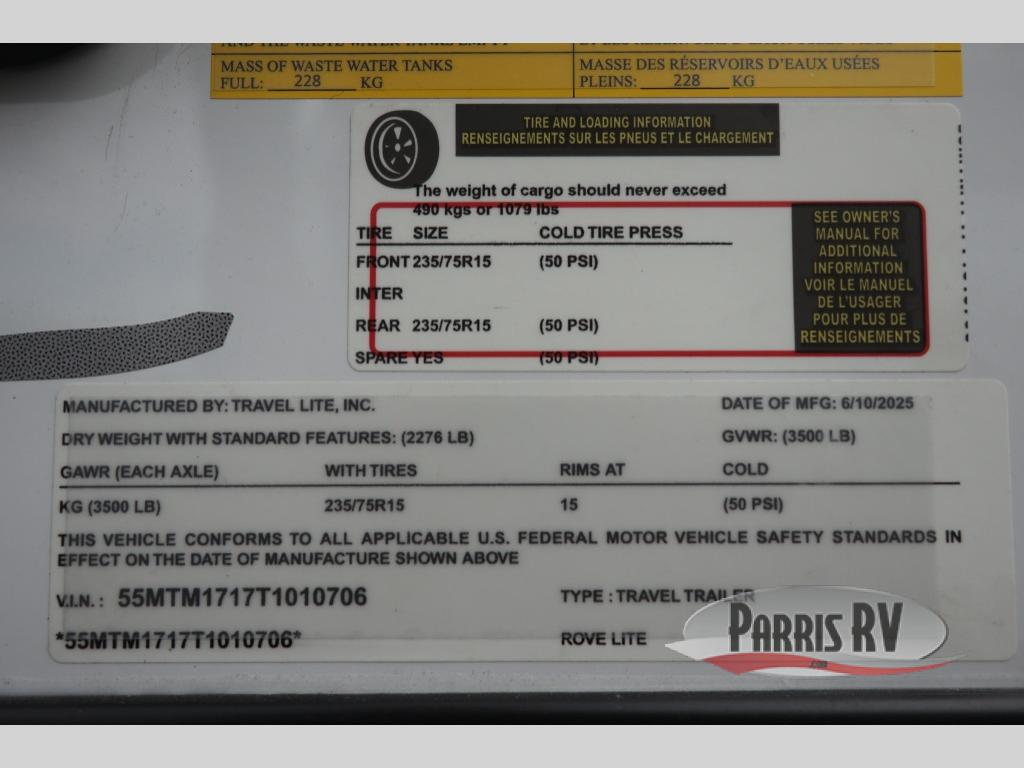 MASS OF WASTE WATER TANKS
FULL: 228 KG
MASSE DES RÉSERVOIRS D'EAUX USÉES
PLEINS: 228 KG
TIRE AND LOADING INFORMATION
RENSEIGNEMENTS SUR LES PNEUS ET LE CHARGEMENT
The weight of cargo should never exceed
490 kgs or 1079 lbs
TIRE SIZE COLD TIRE PRESS
FRONT 235/75R15 (50 PSI)
INTER
REAR 235/75R15 (50 PSI)
SPARE YES (50 PSI)
SEE OWNER'S
MANUAL FOR
ADDITIONAL
INFORMATION
VOIR LE MANUEL
DE L'USAGER
POUR PLUS DE
RENSEIGNEMENTS
MANUFACTURED BY: TRAVEL LITE, INC. DATE OF MFG: 6/10/2025
DRY WEIGHT WITH STANDARD FEATURES: (2276 LB) GVWR: (3500 LB)
GAWR (EACH AXLE) WITH TIRES RIMS AT COLD
KG (3500 LB) 235/75R15 15 (50 PSI)
THIS VEHICLE CONFORMS TO ALL APPLICABLE U.S. FEDERAL MOTOR VEHICLE SAFETY STANDARDS IN
EFFECT ON THE DATE OF MANUFACTURE SHOWN ABOVE
V.I.N.: 55MTM1717T1010706 TYPE : TRAVEL TRAILER
*55MTM1717T1010706* ROVE LITE
PARRIS RV
.com